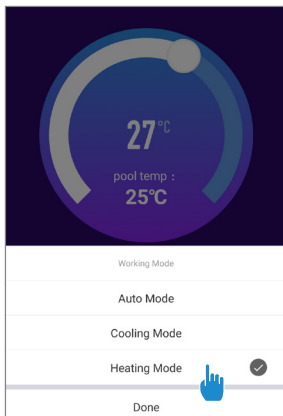 27°C
pool temp :
25℃
Working Mode
Auto Mode
Cooling Mode
Heating Mode
Done